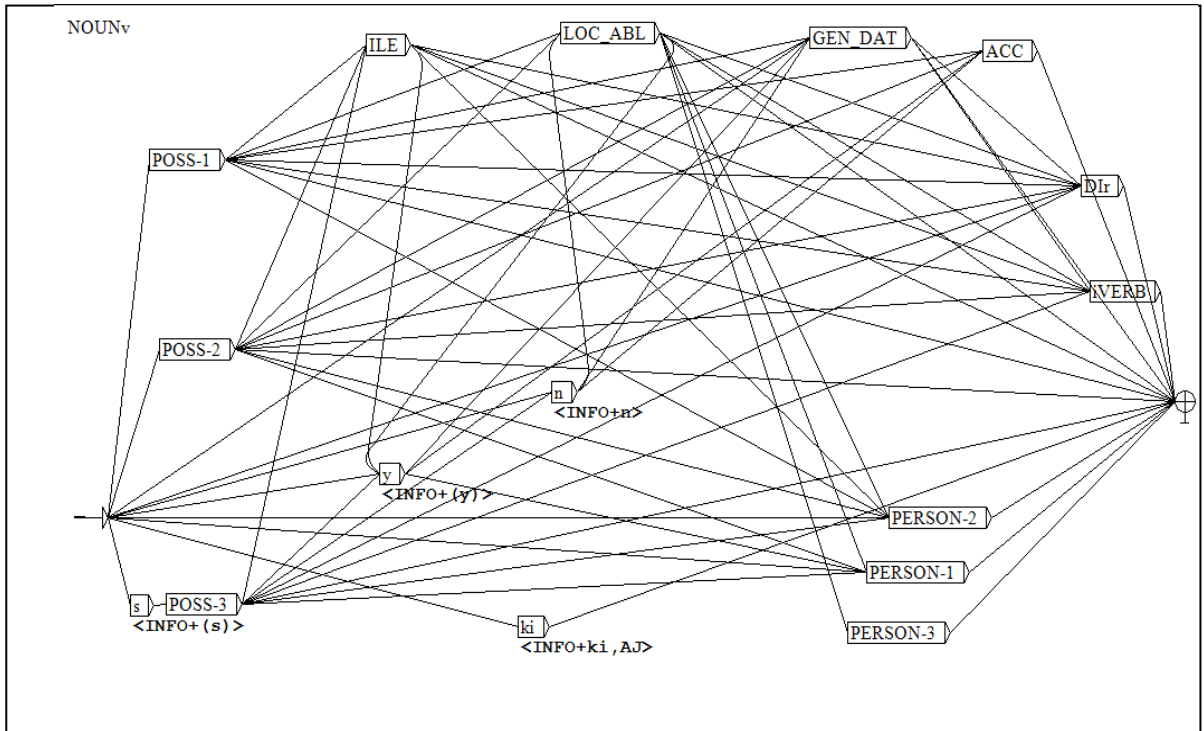 NOUNv
ILE
LOC_ABL
GEN_DAT
ACC
POSS-1
DIr
iVERB
POSS-2
n
<INFO+n>
y
<INFO+(y)>
PERSON-2
PERSON-1
s
POSS-3
<INFO+(s)>
ki
<INFO+ki,AJ>
PERSON-3